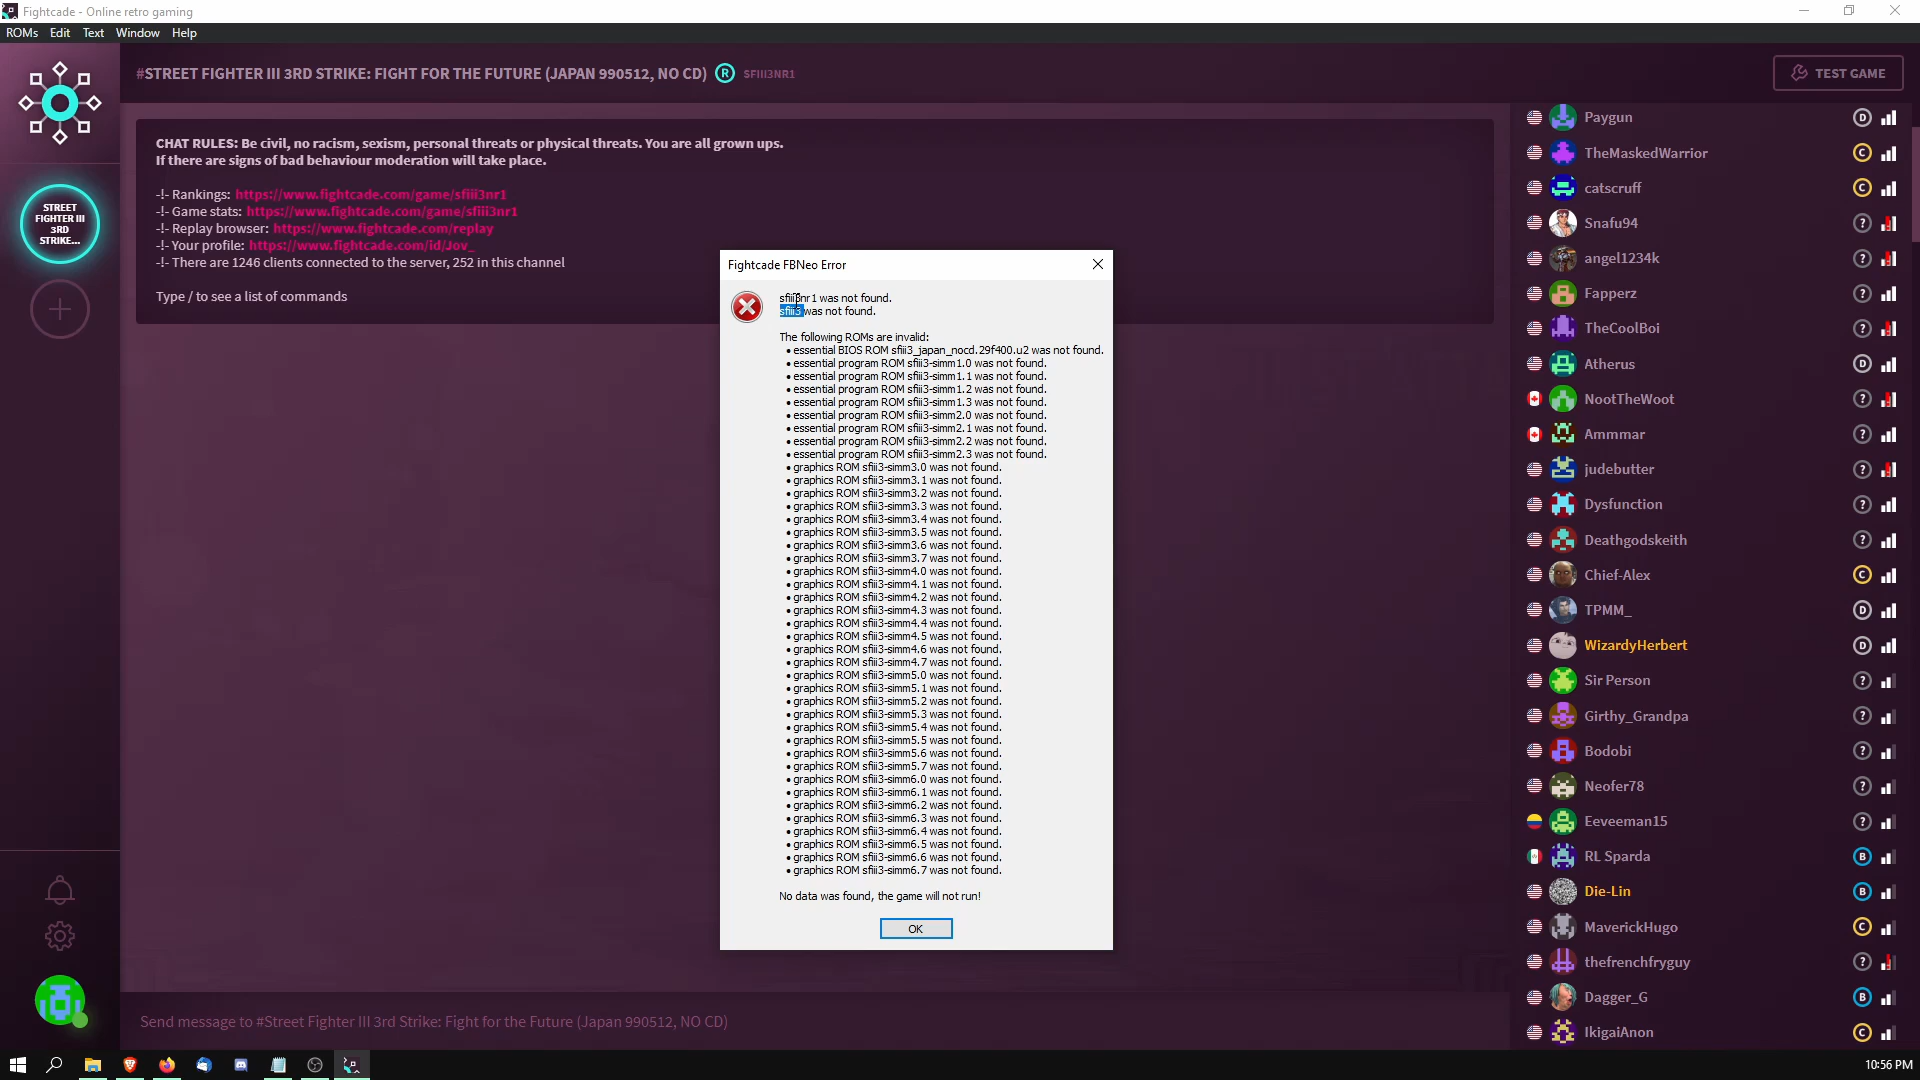 Fightcade - Online retro gaming
ROMs Edit Text Window Help
#STREET FIGHTER III 3RD STRIKE: FIGHT FOR THE FUTURE (JAPAN 990512, NO CD) R SFIII3NR1
TEST GAME
STREET
FIGHTER III
3RD
STRIKE...
CHAT RULES: Be civil, no racism, sexism, personal threats or physical threats. You are all grown ups.
If there are signs of bad behaviour moderation will take place.
-!- Rankings: https://www.fightcade.com/game/sfiii3nr1
-!- Game stats: https://www.fightcade.com/game/sfiii3nr1
-!- Replay browser: https://www.fightcade.com/replay
-!- Your profile: https://www.fightcade.com/id/Jov_
-!- There are 1246 clients connected to the server, 252 in this channel
Type / to see a list of commands
Fightcade FBNeo Error
sfiii3nr1 was not found.
sfiii3 was not found.
The following ROMs are invalid:
• essential BIOS ROM sfiii3_japan_nocd.29f400.u2 was not found.
• essential program ROM sfiii3-simm1.0 was not found.
• essential program ROM sfiii3-simm1.1 was not found.
• essential program ROM sfiii3-simm1.2 was not found.
• essential program ROM sfiii3-simm1.3 was not found.
• essential program ROM sfiii3-simm2.0 was not found.
• essential program ROM sfiii3-simm2.1 was not found.
• essential program ROM sfiii3-simm2.2 was not found.
• essential program ROM sfiii3-simm2.3 was not found.
• graphics ROM sfiii3-simm3.0 was not found.
• graphics ROM sfiii3-simm3.1 was not found.
• graphics ROM sfiii3-simm3.2 was not found.
• graphics ROM sfiii3-simm3.3 was not found.
• graphics ROM sfiii3-simm3.4 was not found.
• graphics ROM sfiii3-simm3.5 was not found.
• graphics ROM sfiii3-simm3.6 was not found.
• graphics ROM sfiii3-simm3.7 was not found.
• graphics ROM sfiii3-simm4.0 was not found.
• graphics ROM sfiii3-simm4.1 was not found.
• graphics ROM sfiii3-simm4.2 was not found.
• graphics ROM sfiii3-simm4.3 was not found.
• graphics ROM sfiii3-simm4.4 was not found.
• graphics ROM sfiii3-simm4.5 was not found.
• graphics ROM sfiii3-simm4.6 was not found.
• graphics ROM sfiii3-simm4.7 was not found.
• graphics ROM sfiii3-simm5.0 was not found.
• graphics ROM sfiii3-simm5.1 was not found.
• graphics ROM sfiii3-simm5.2 was not found.
• graphics ROM sfiii3-simm5.3 was not found.
• graphics ROM sfiii3-simm5.4 was not found.
• graphics ROM sfiii3-simm5.5 was not found.
• graphics ROM sfiii3-simm5.6 was not found.
• graphics ROM sfiii3-simm5.7 was not found.
• graphics ROM sfiii3-simm6.0 was not found.
• graphics ROM sfiii3-simm6.1 was not found.
• graphics ROM sfiii3-simm6.2 was not found.
• graphics ROM sfiii3-simm6.3 was not found.
• graphics ROM sfiii3-simm6.4 was not found.
• graphics ROM sfiii3-simm6.5 was not found.
• graphics ROM sfiii3-simm6.6 was not found.
• graphics ROM sfiii3-simm6.7 was not found.
No data was found, the game will not run!
OK
Paygun D
TheMaskedWarrior C
catscruff C
Snafu94 ?
angel1234k ?
Fapperz ?
TheCoolBoi ?
Atherus D
NootTheWoot ?
Ammmar ?
judebutter ?
Dysfunction ?
Deathgodskeith ?
Chief-Alex C
TPMM_ D
WizardyHerbert D
Sir Person ?
Girthy_Grandpa ?
Bodobi ?
Neofer78 ?
Eeveeman15 ?
RL Sparda B
Die-Lin B
MaverickHugo C
thefrenchfryguy ?
Dagger_G B
IkigaiAnon C
Send message to #Street Fighter III 3rd Strike: Fight for the Future (Japan 990512, NO CD)
10:56 PM